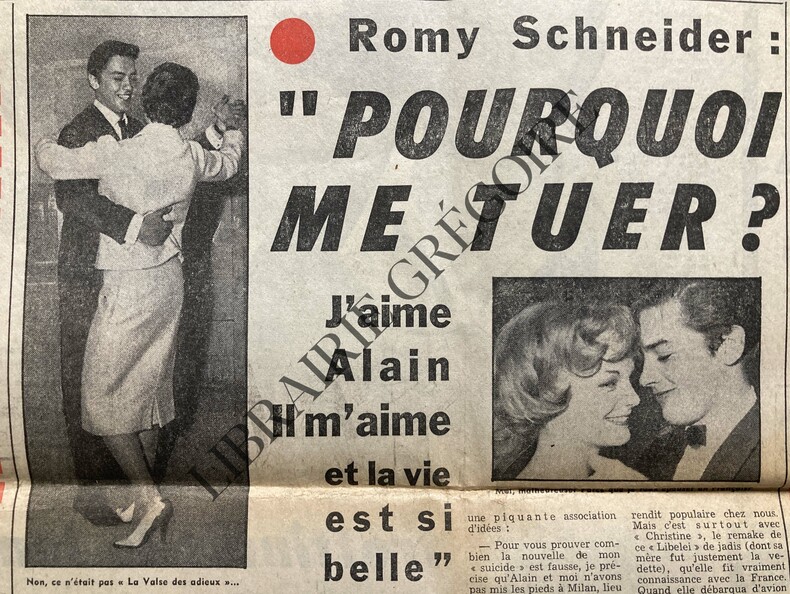 Romy Schneider :
"POURQUOI
ME TUER ?
J'aime
Alain
Il m'aime
et la vie
est si
belle"
LIBRAIRIE GRÉGOIRE
Non, ce n'était pas « La Valse des adieux »...
une piquante association
d'idées :
— Pour vous prouver com-
bien la nouvelle de mon
« suicide » est fausse, je pré-
cise qu'Alain et moi n'avons
pas mis les pieds à Milan, lieu
rendit populaire chez nous.
Mais c'est surtout avec
« Christine », le remake de
ce « Libelei » de jadis (dont sa
mère fut justement la ve-
dette), qu'elle fit vraiment
connaissance avec la France.
Quand elle débarqua d'avion